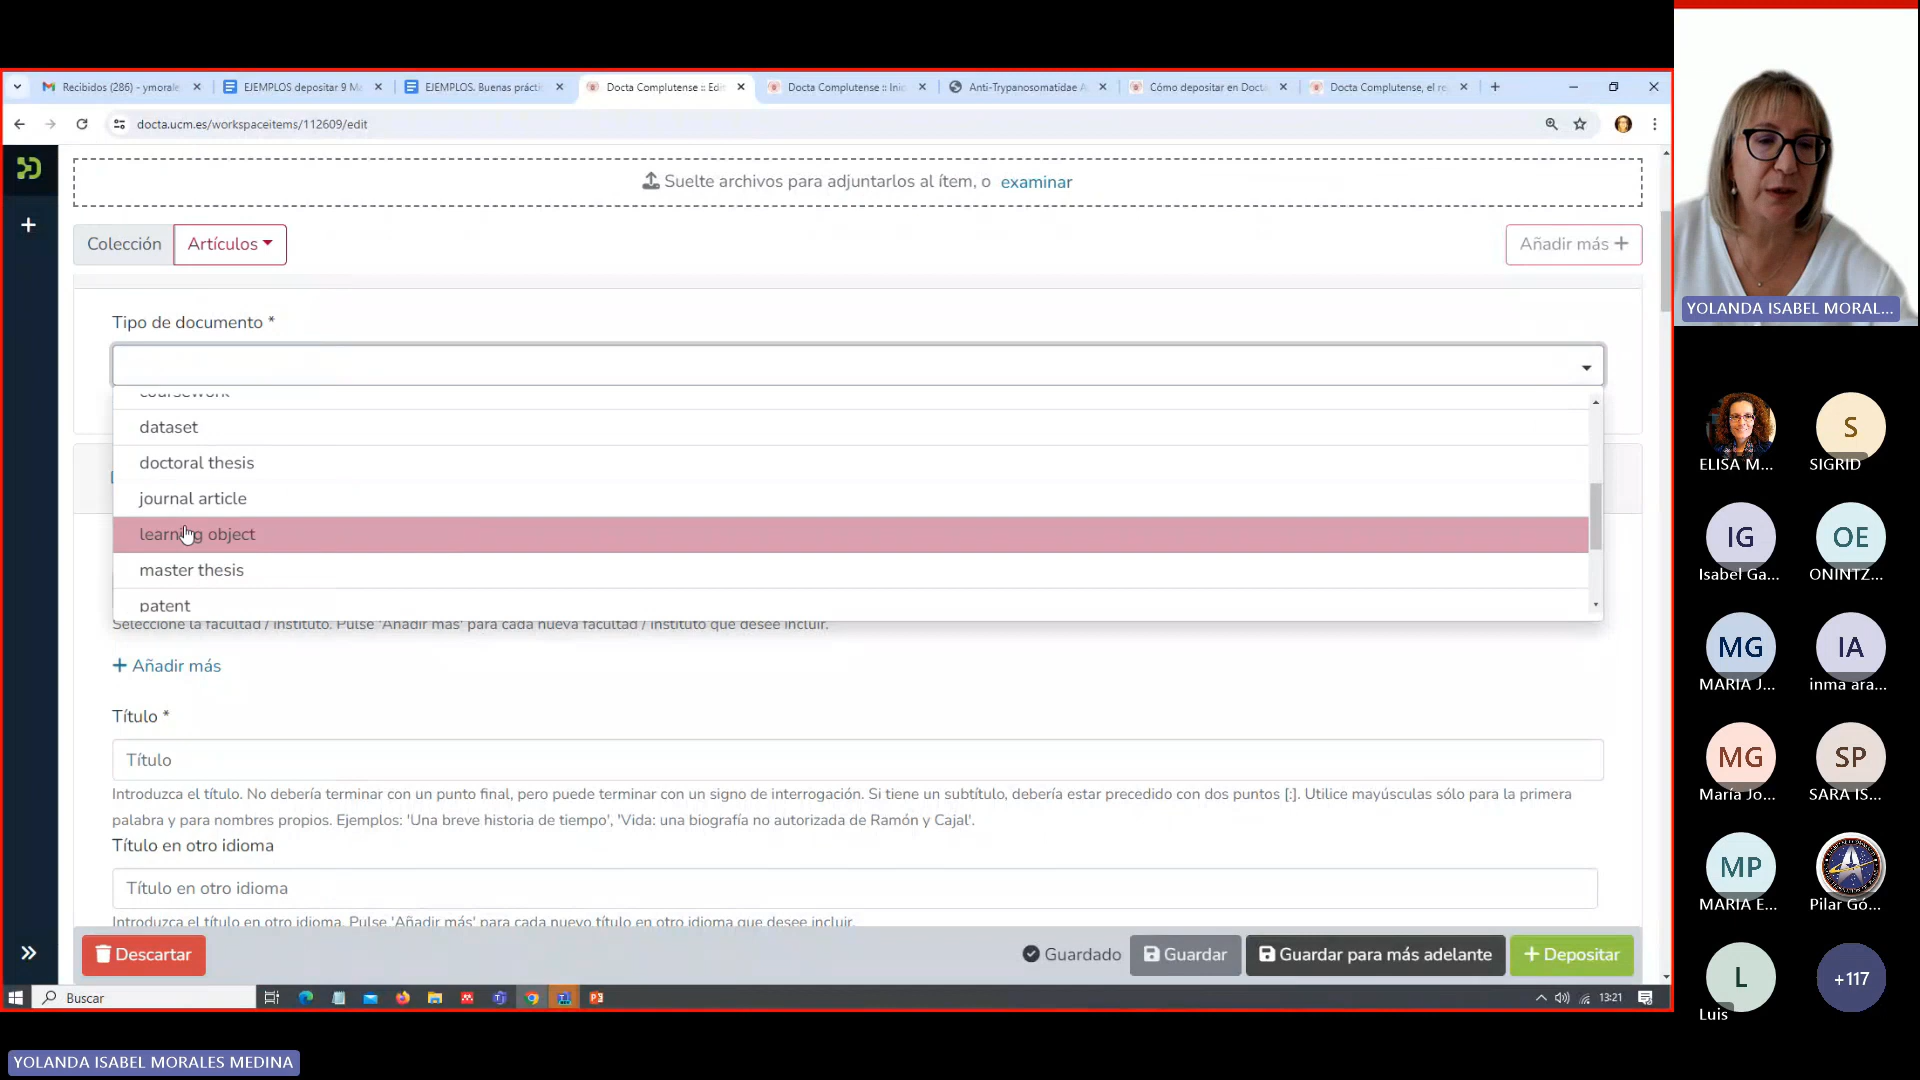 Recibidos (286) - ymorale
EJEMPLOS depositar 9 Ma
EJEMPLOS. Buenas práctic
Docta Complutense :: Edit
Docta Complutense :: Inic
Anti-Trypanosomatidae A
Cómo depositar en Docta
Docta Complutense, el re
docta.ucm.es/workspaceitems/112609/edit
Suelte archivos para adjuntarlos al ítem, o examinar
Colección
Artículos
Añadir más +
Tipo de documento *
coursework
dataset
doctoral thesis
journal article
learning object
master thesis
patent
Seleccione la facultad / instituto. Pulse 'Añadir más' para cada nueva facultad / instituto que desee incluir.
+ Añadir más
Título *
Título
Introduzca el título. No debería terminar con un punto final, pero puede terminar con un signo de interrogación. Si tiene un subtítulo, debería estar precedido con dos puntos [:]. Utilice mayúsculas sólo para la primera
palabra y para nombres propios. Ejemplos: 'Una breve historia de tiempo', 'Vida: una biografía no autorizada de Ramón y Cajal'.
Título en otro idioma
Título en otro idioma
Introduzca el título en otro idioma. Pulse 'Añadir más' para cada nuevo título en otro idioma que desee incluir.
Descartar
Guardado
Guardar
Guardar para más adelante
+ Depositar
Buscar
13:21
YOLANDA ISABEL MORALES MEDINA
YOLANDA ISABEL MORAL...
ELISA M...
S
SIGRID
IG
Isabel Ga...
OE
ONINTZ...
MG
MARIA J...
IA
inma ara...
MG
María Jo...
SP
SARA IS...
MP
MARIA E...
Pilar Gó...
L
Luis
+117